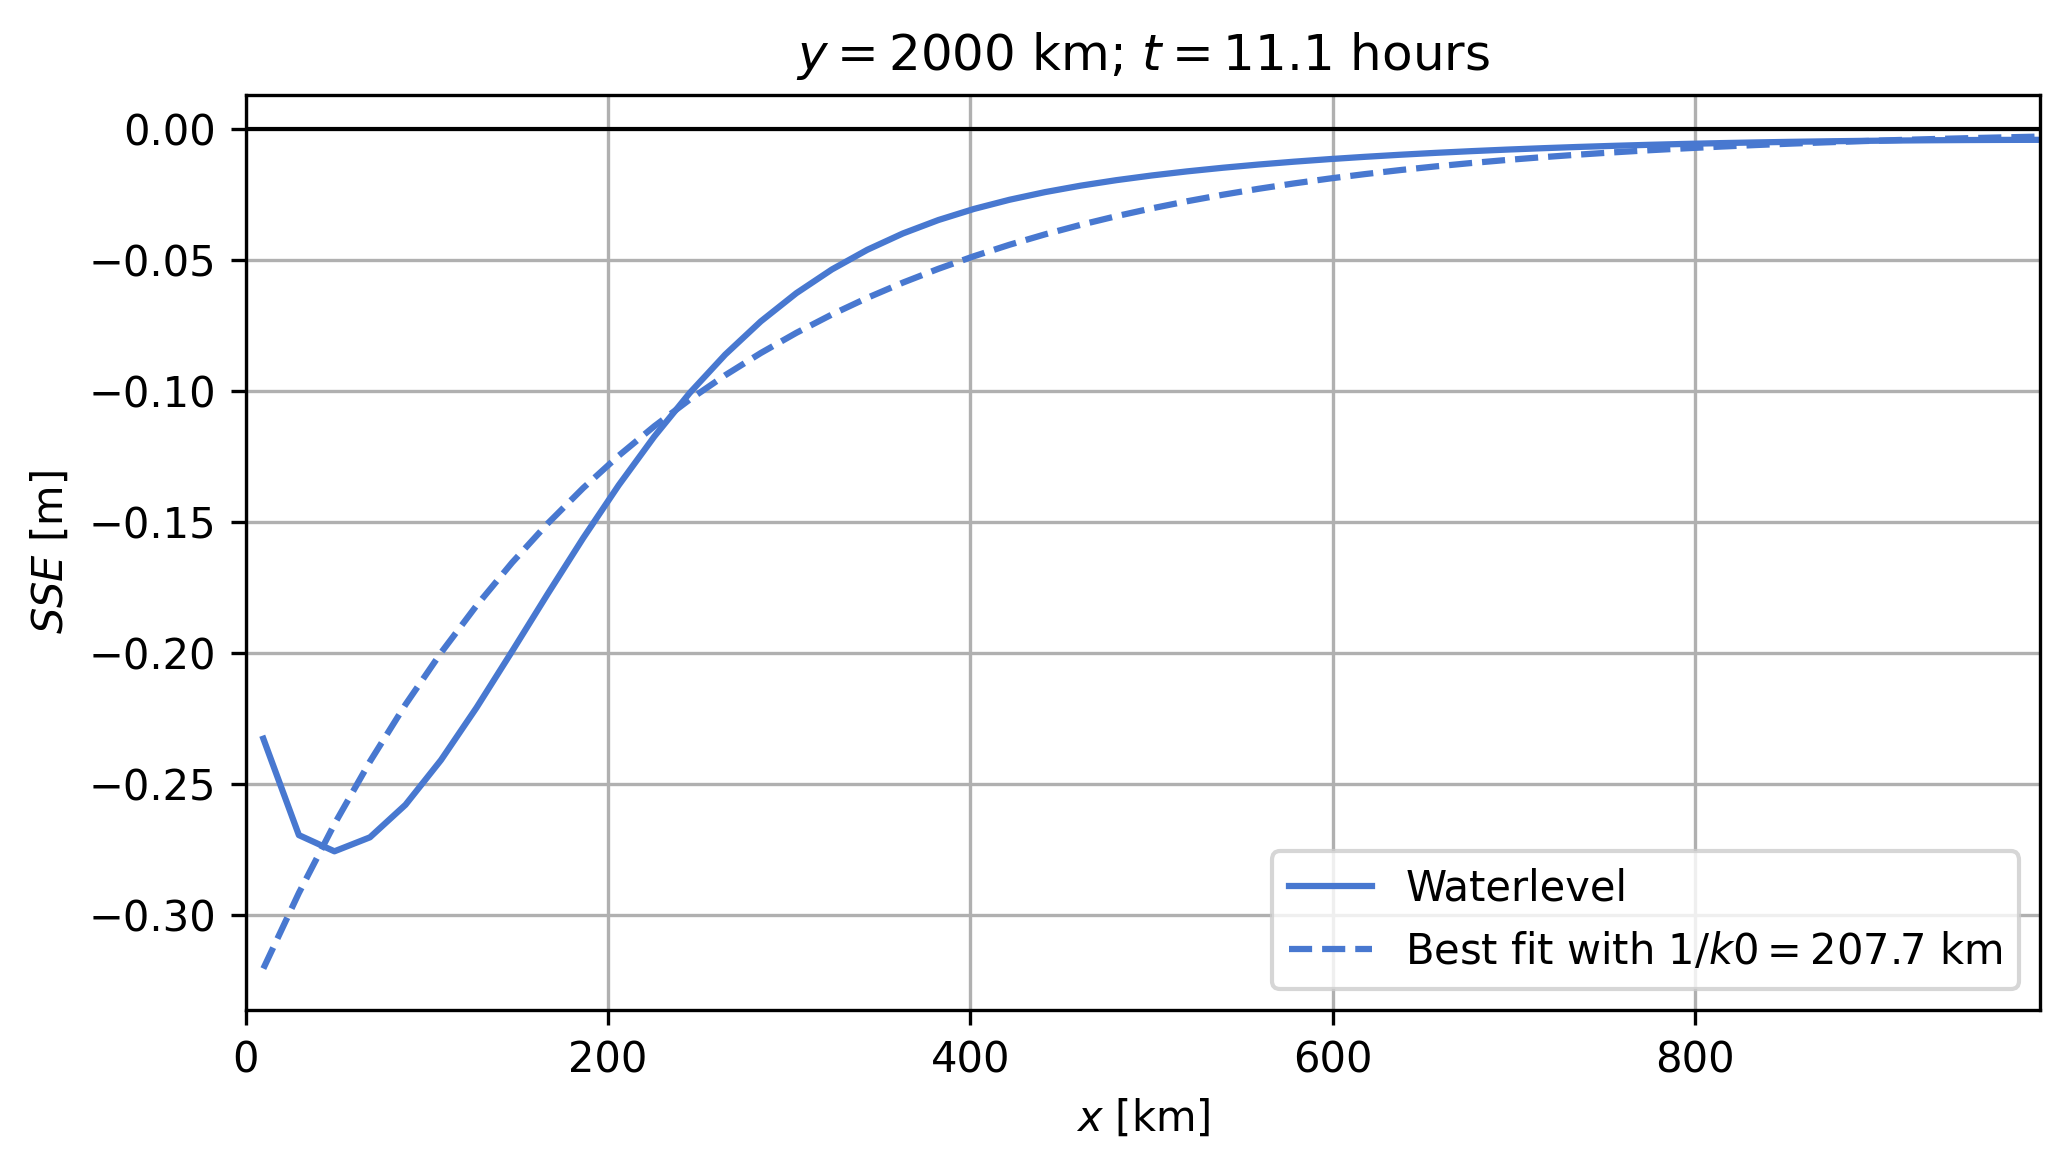 y = 2000 km; t = 11.1 hours
0.00
−0.05
−0.10
−0.15
−0.20
−0.25
−0.30
SSE [m]
Waterlevel
Best fit with 1/k0 = 207.7 km
0 200 400 600 800
x [km]